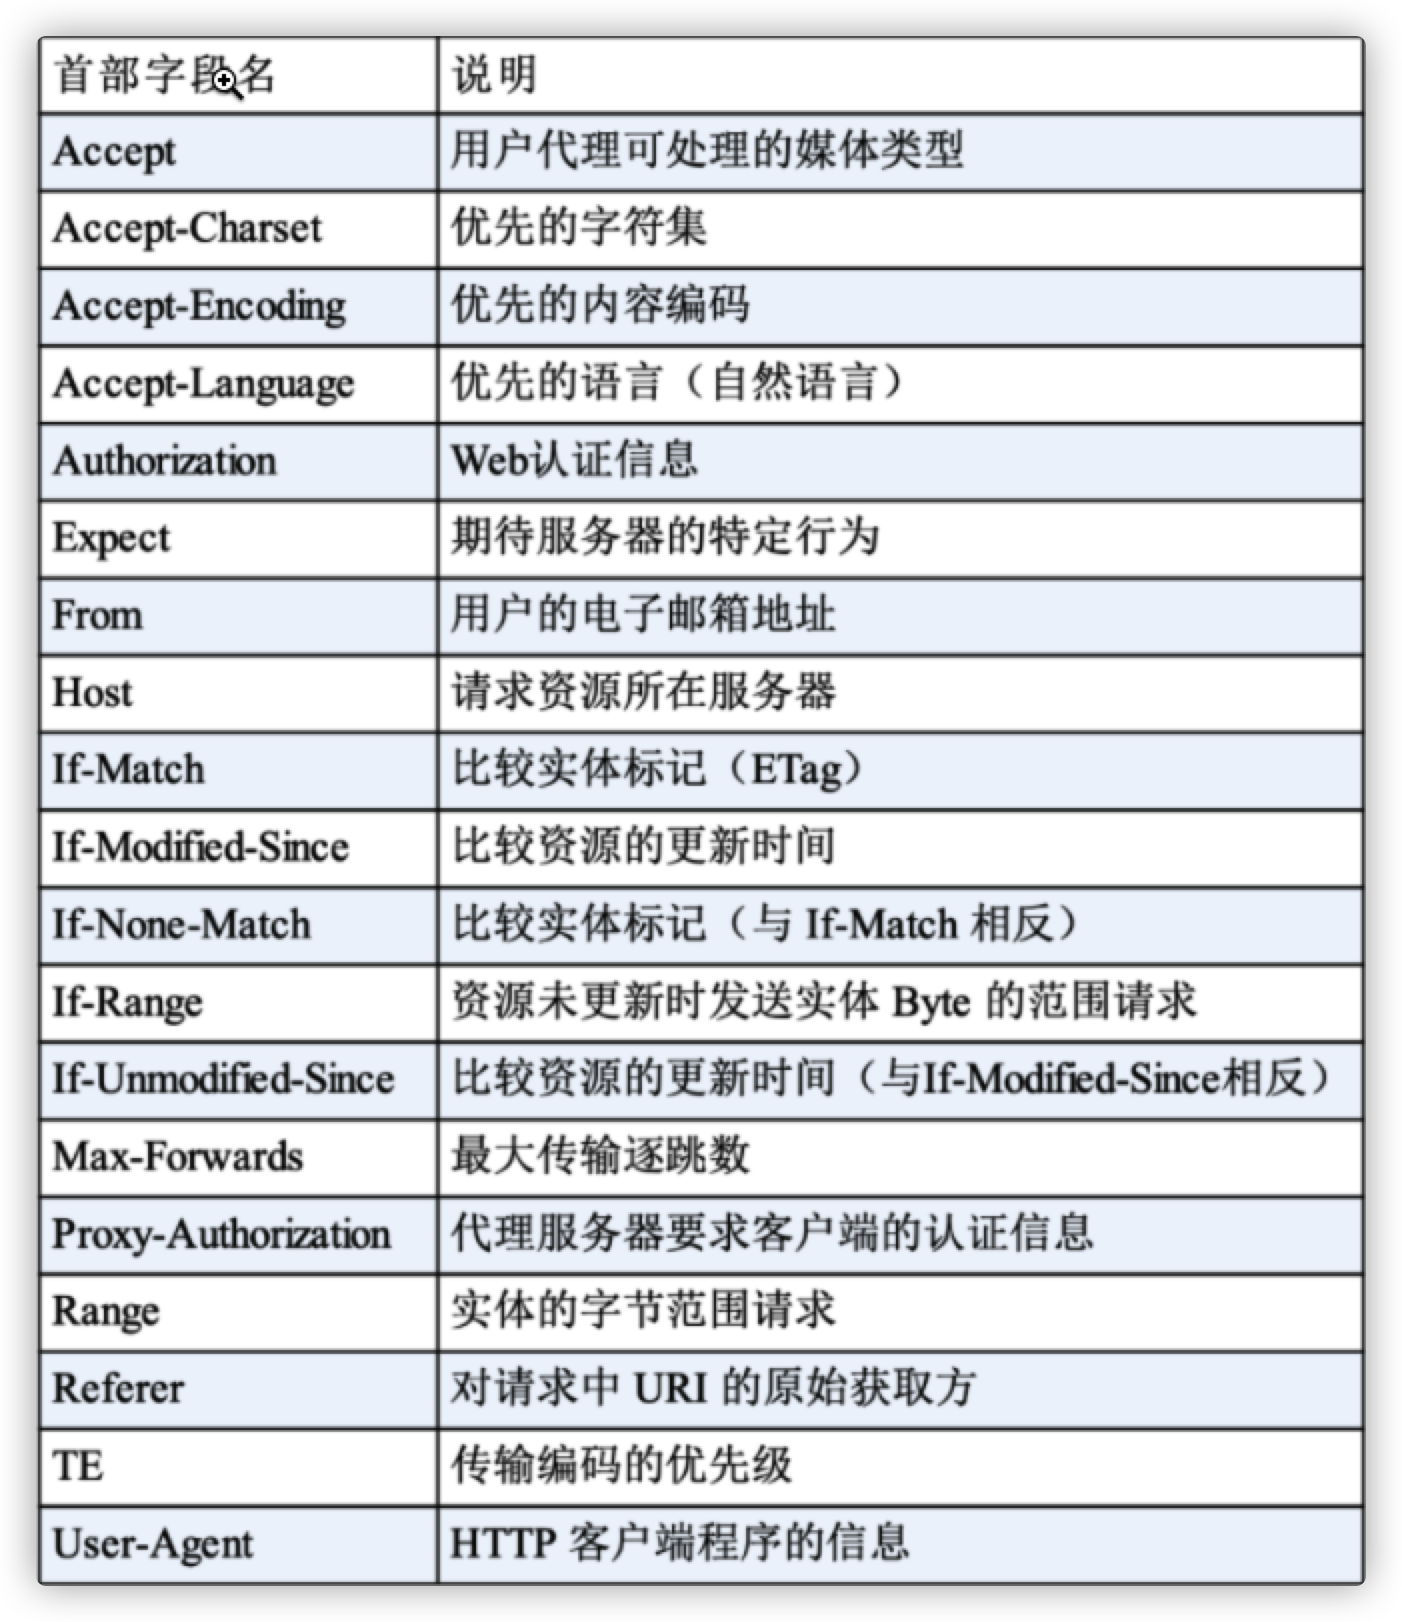 首部字段名 说明
Accept 用户代理可处理的媒体类型
Accept-Charset 优先的字符集
Accept-Encoding 优先的内容编码
Accept-Language 优先的语言（自然语言）
Authorization Web认证信息
Expect 期待服务器的特定行为
From 用户的电子邮箱地址
Host 请求资源所在服务器
If-Match 比较实体标记（ETag）
If-Modified-Since 比较资源的更新时间
If-None-Match 比较实体标记（与 If-Match 相反）
If-Range 资源未更新时发送实体 Byte 的范围请求
If-Unmodified-Since 比较资源的更新时间（与If-Modified-Since相反）
Max-Forwards 最大传输逐跳数
Proxy-Authorization 代理服务器要求客户端的认证信息
Range 实体的字节范围请求
Referer 对请求中 URI 的原始获取方
TE 传输编码的优先级
User-Agent HTTP 客户端程序的信息